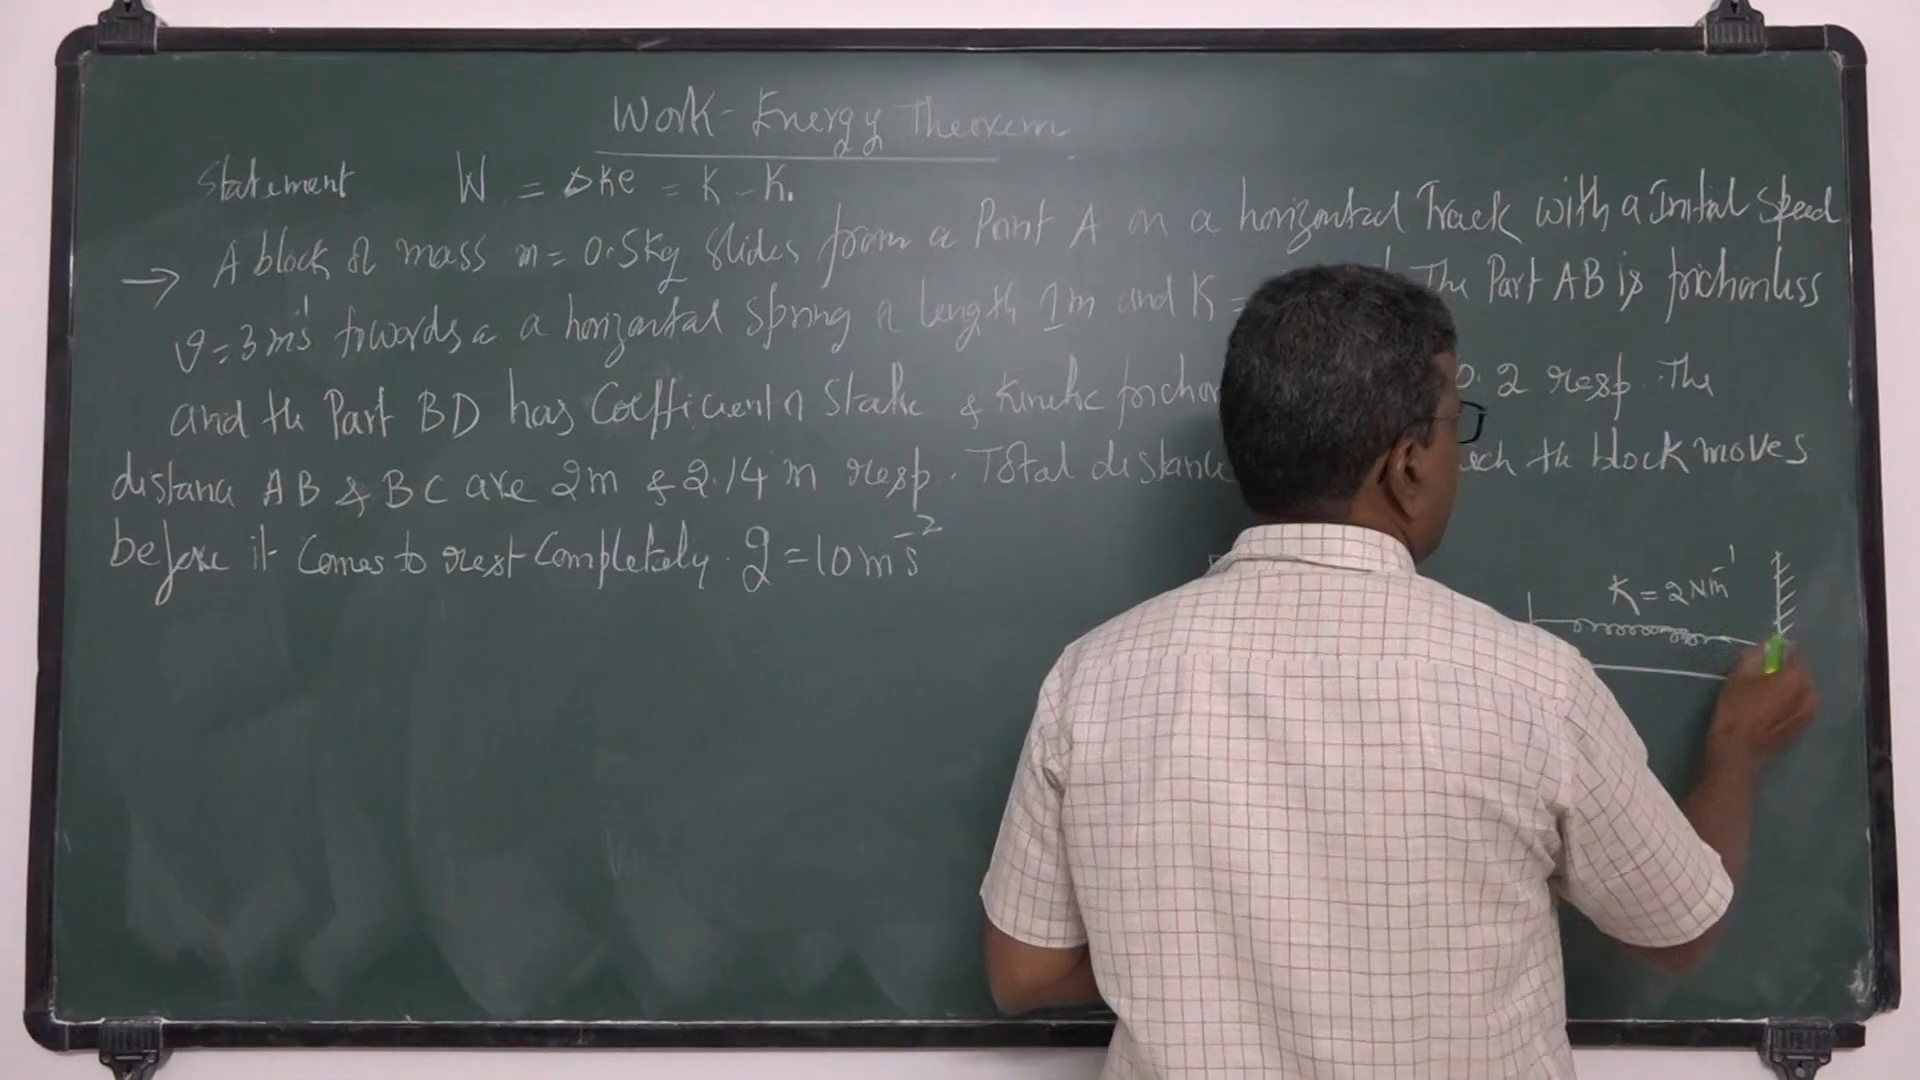 Work-Energy Theorem
Statement W = ΔKe = K - K.
→ A block of mass m = 0.5kg slides from a Point A on a horizontal Track with a Initial speed
v = 3 ms⁻¹ towards a a horizontal spring of length 1m and K = The Part AB is frictionless
and the Part BD has Coefficient of Static & Kinetic friction 0.2 resp. The
distance AB & BC are 2m & 2.14 m resp. Total distance the block moves
before it comes to rest completely. g = 10 ms⁻²
K = 2 Nm⁻¹